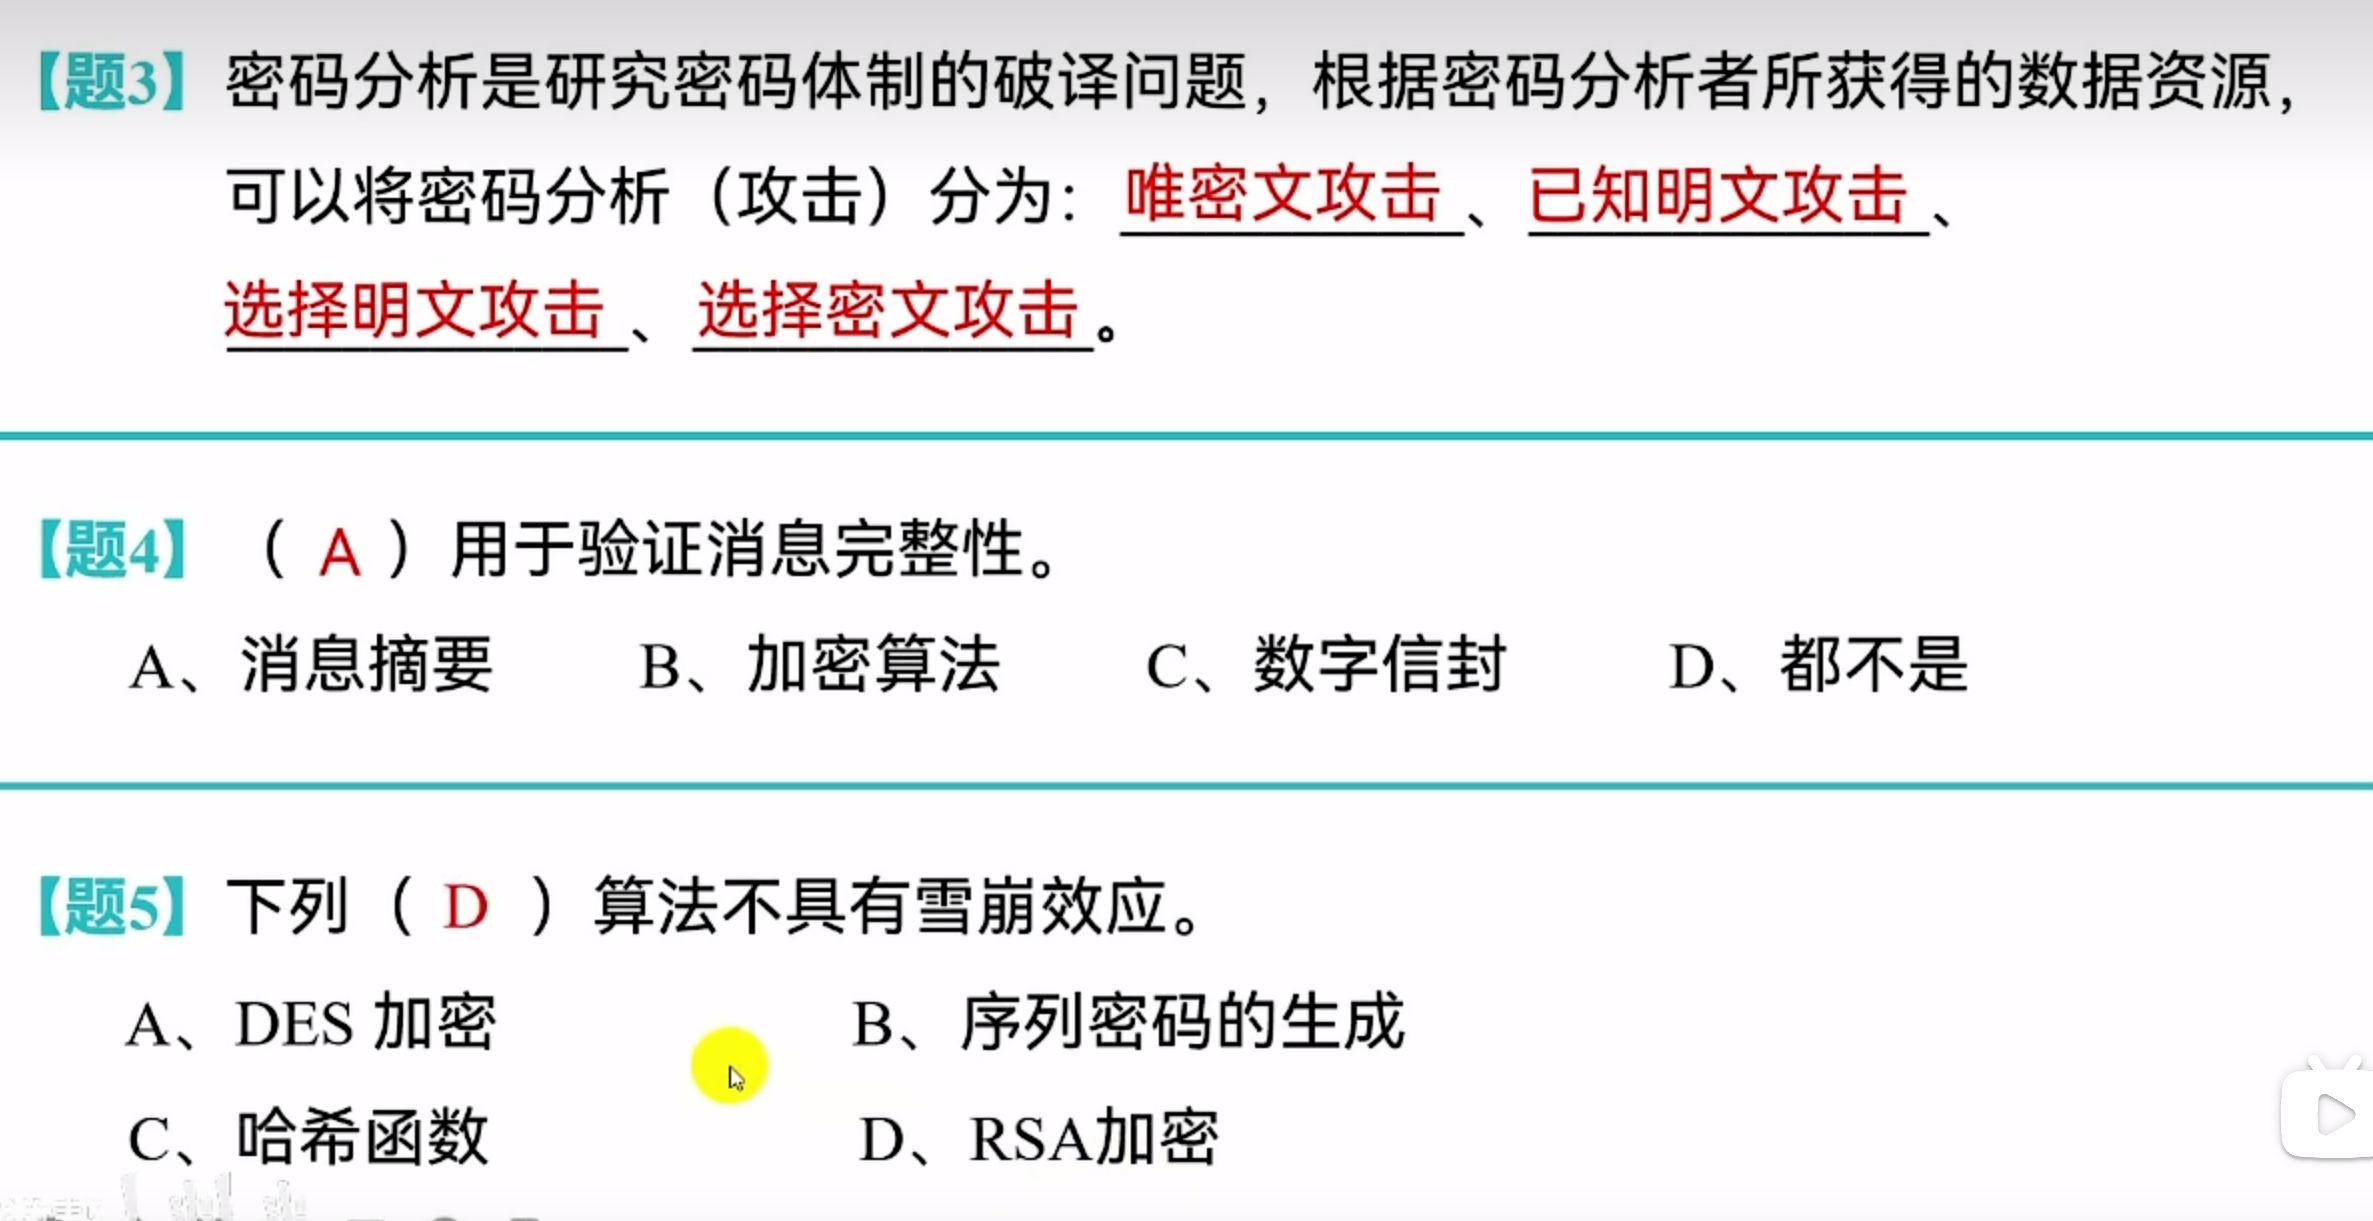 【题3】密码分析是研究密码体制的破译问题，根据密码分析者所获得的数据资源，
可以将密码分析（攻击）分为：唯密文攻击、已知明文攻击、
选择明文攻击、选择密文攻击。
【题4】（ A ）用于验证消息完整性。
A、消息摘要 B、加密算法 C、数字信封 D、都不是
【题5】下列（ D ）算法不具有雪崩效应。
A、DES 加密 B、序列密码的生成
C、哈希函数 D、RSA加密